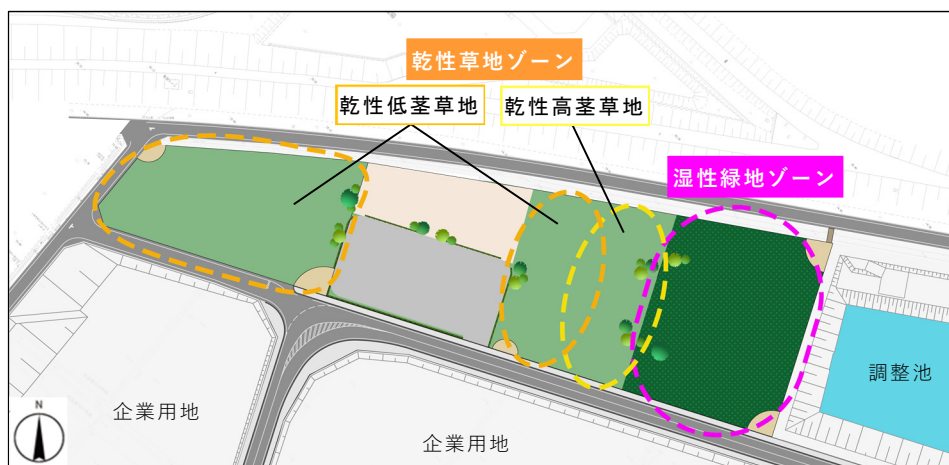 乾性草地ゾーン
乾性低茎草地
乾性高茎草地
湿性緑地ゾーン
調整池
企業用地
企業用地
N